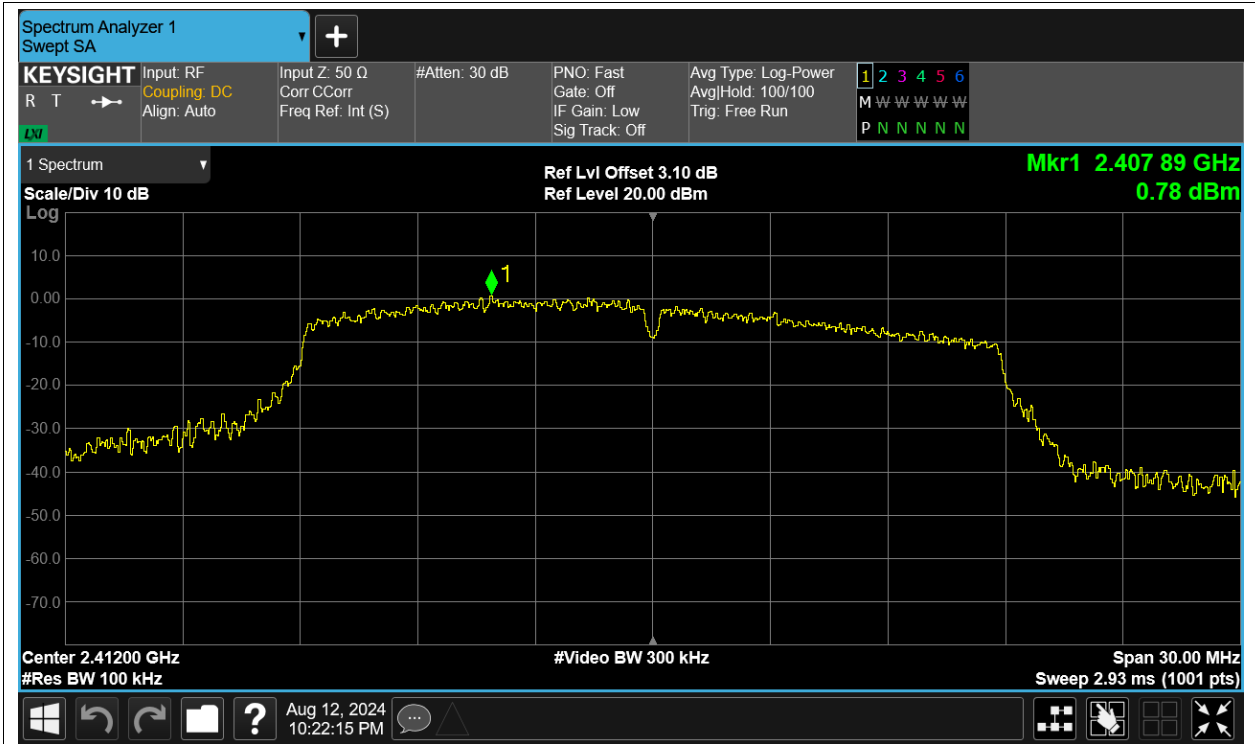 Spectrum Analyzer 1
Swept SA
KEYSIGHT
R T
LXI
Input: RF
Coupling: DC
Align: Auto
Input Z: 50 Ω
Corr CCorr
Freq Ref: Int (S)
#Atten: 30 dB
PNO: Fast
Gate: Off
IF Gain: Low
Sig Track: Off
Avg Type: Log-Power
Avg|Hold: 100/100
Trig: Free Run
1 2 3 4 5 6
M W W W W W
P N N N N N
1 Spectrum
Scale/Div 10 dB
Log
Ref Lvl Offset 3.10 dB
Ref Level 20.00 dBm
Mkr1 2.407 89 GHz
0.78 dBm
1
10.0
0.00
-10.0
-20.0
-30.0
-40.0
-50.0
-60.0
-70.0
Center 2.41200 GHz
#Res BW 100 kHz
#Video BW 300 kHz
Span 30.00 MHz
Sweep 2.93 ms (1001 pts)
?
Aug 12, 2024
10:22:15 PM